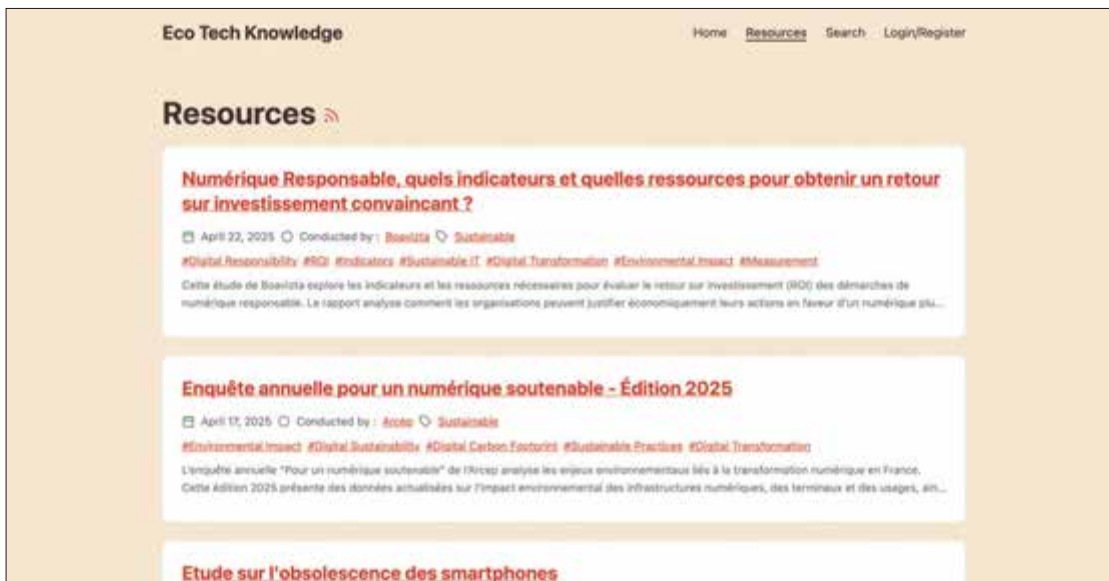 Eco Tech Knowledge
Home Resources Search Login/Register
Resources
Numérique Responsable, quels indicateurs et quelles ressources pour obtenir un retour
sur investissement convaincant ?
April 22, 2025 Conducted by : Boavizta Sustainable
#Digital Responsibility #ROI #Indicators #Sustainable IT #Digital Transformation #Environmental Impact #Measurement
Cette étude de Boavizta explore les indicateurs et les ressources nécessaires pour évaluer le retour sur investissement (ROI) des démarches de
numérique responsable. Le rapport analyse comment les organisations peuvent justifier économiquement leurs actions en faveur d'un numérique plu...
Enquête annuelle pour un numérique soutenable - Édition 2025
April 17, 2025 Conducted by : Arcep Sustainable
#Environmental Impact #Digital Sustainability #Digital Carbon Footprint #Sustainable Practices #Digital Transformation
L'enquête annuelle "Pour un numérique soutenable" de l'Arcep analyse les enjeux environnementaux liés à la transformation numérique en France.
Cette édition 2025 présente des données actualisées sur l'impact environnemental des infrastructures numériques, des terminaux et des usages, ain...
Etude sur l'obsolescence des smartphones